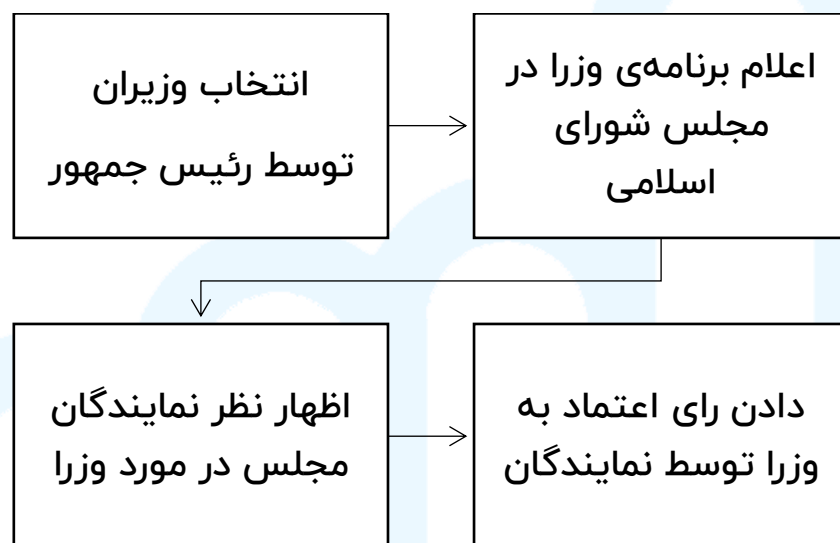 انتخاب وزیران
توسط رئیس جمهور
اعلام برنامه‌ی وزرا در
مجلس شورای
اسلامی
اظهار نظر نمایندگان
مجلس در مورد وزرا
دادن رای اعتماد به
وزرا توسط نمایندگان